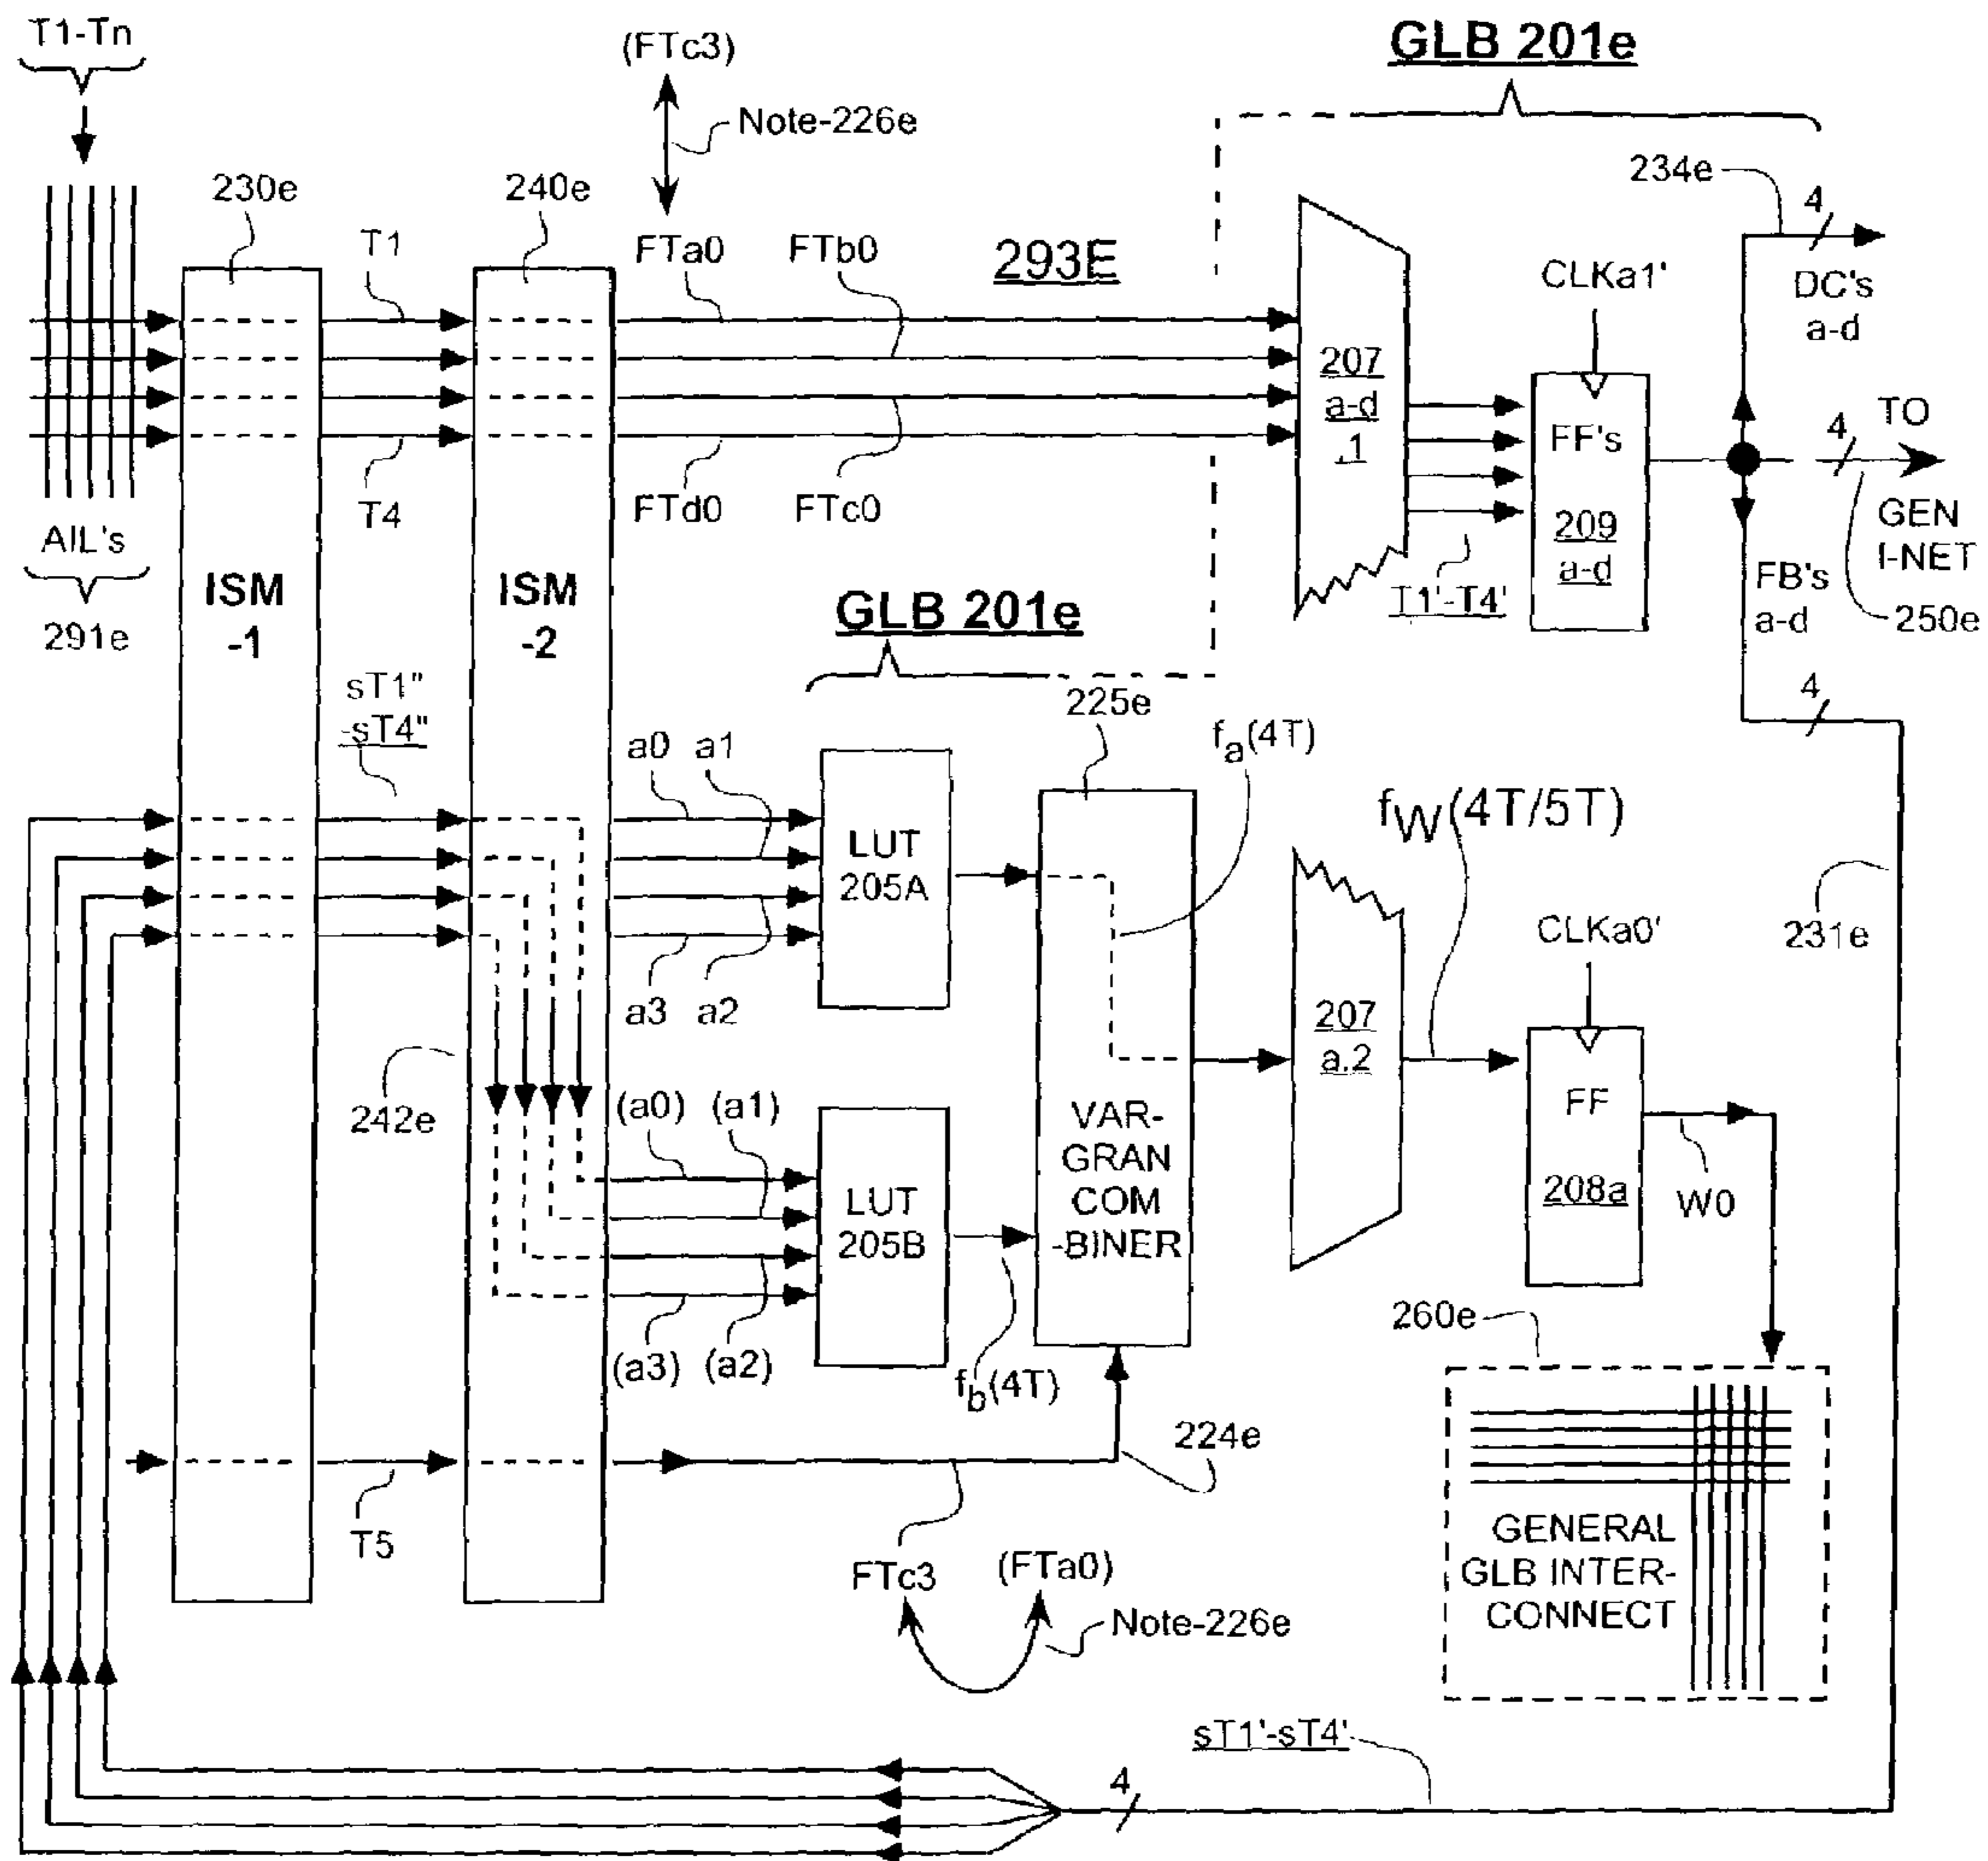 T1-Tn
(FTc3)
Note-226e
GLB 201e
234e
4
230e
240e
T1
FTa0
FTb0
293E
CLKa1'
DC's
a-d
207
a-d
.1
FF's
209
a-d
4
TO
GEN
I-NET
T4
FTd0
FTc0
AIL's
291e
ISM
-1
ISM
-2
T1'-T4'
FB's
a-d
250e
GLB 201e
sT1"
-sT4"
225e
4
a0
a1
fa(4T)
fW(4T/5T)
LUT
205A
a3
a2
CLKa0'
231e
207
a.2
242e
(a0)
(a1)
VAR-
GRAN
COM
-BINER
FF
208a
W0
LUT
205B
(a3)
(a2)
fb(4T)
260e
224e
T5
FTc3
(FTa0)
Note-226e
GENERAL
GLB INTER-
CONNECT
sT1'-sT4'
4